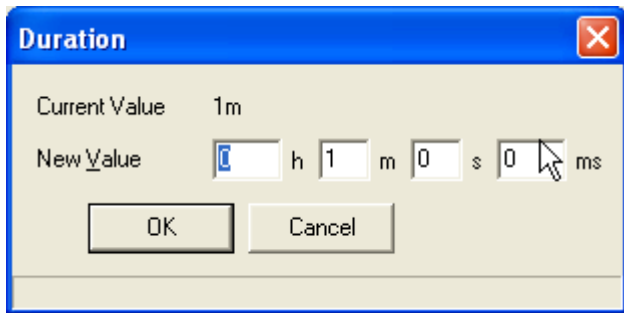 Duration
Current Value 1m
New Value 0 h 1 m 0 s 0 ms
OK Cancel